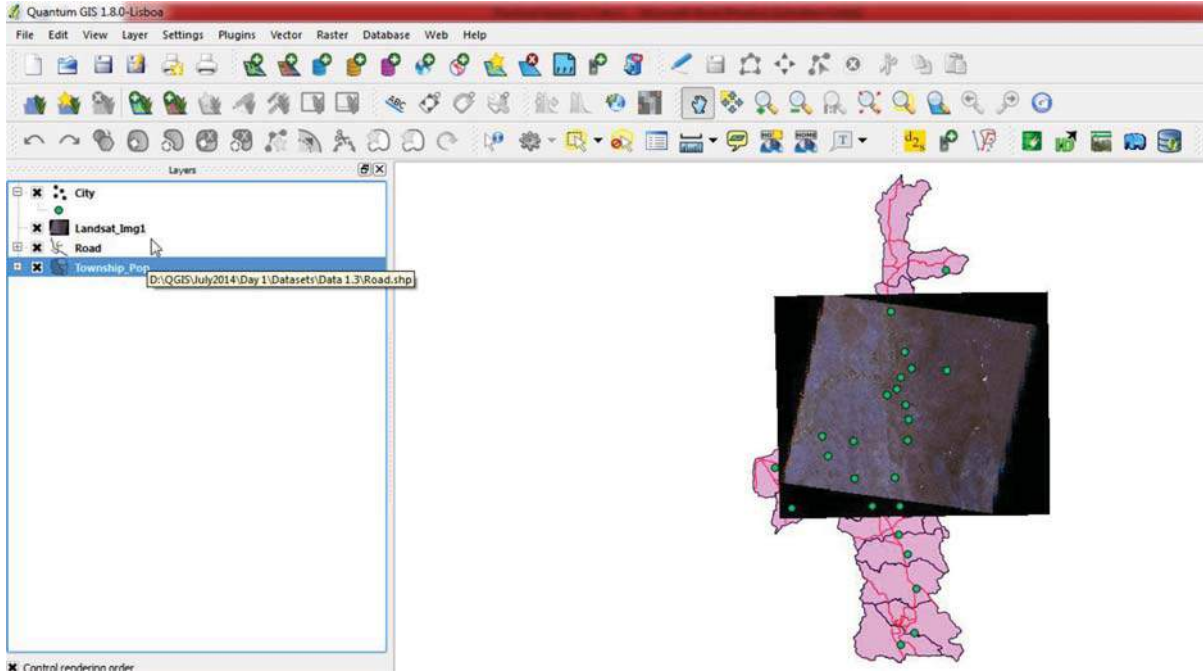 Quantum GIS 1.8.0-Lisboa
File Edit View Layer Settings Plugins Vector Raster Database Web Help
Layers
City
Landsat_Img1
Road
Township_Pop
D:\QGIS\July2014\Day 1\Datasets\Data 1.3\Road.shp
Control rendering order